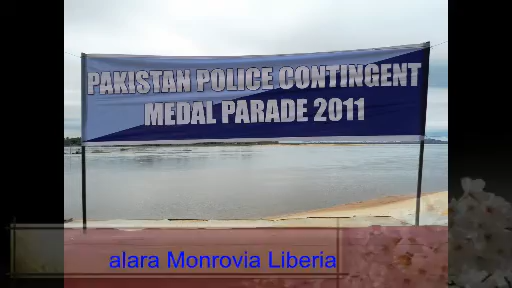 PAKISTAN POLICE CONTINGENT
MEDAL PARADE 2011
alara Monrovia Liberia